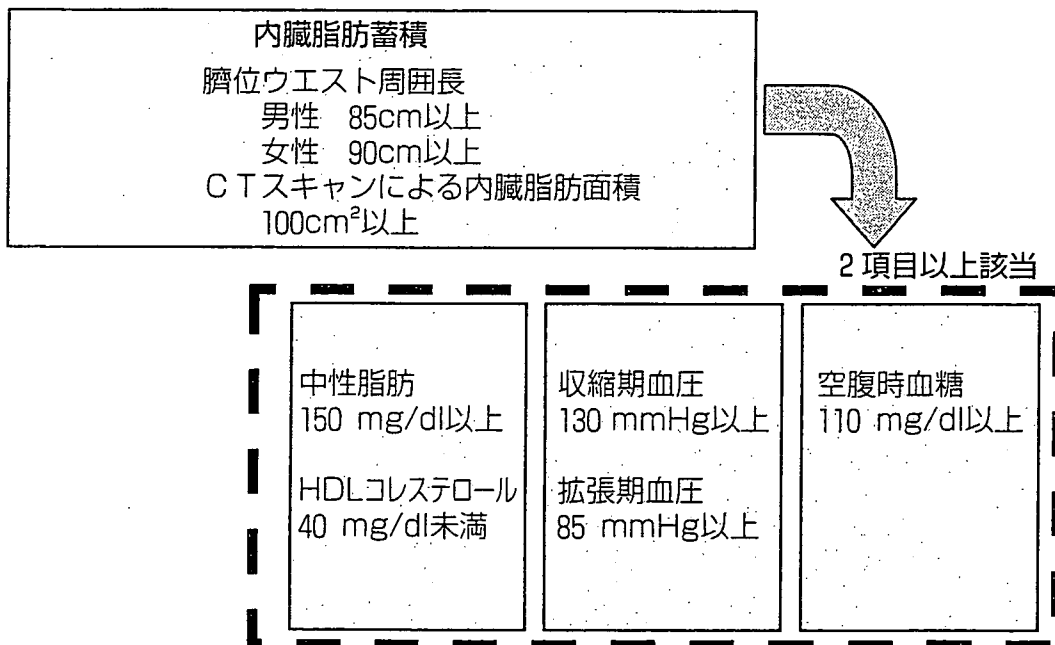 内臓脂肪蓄積
臍位ウエスト周囲長
男性 85cm以上
女性 90cm以上
CTスキャンによる内臓脂肪面積
100cm²以上
2項目以上該当
中性脂肪
150 mg/dl以上
HDLコレステロール
40 mg/dl未満
収縮期血圧
130 mmHg以上
拡張期血圧
85 mmHg以上
空腹時血糖
110 mg/dl以上